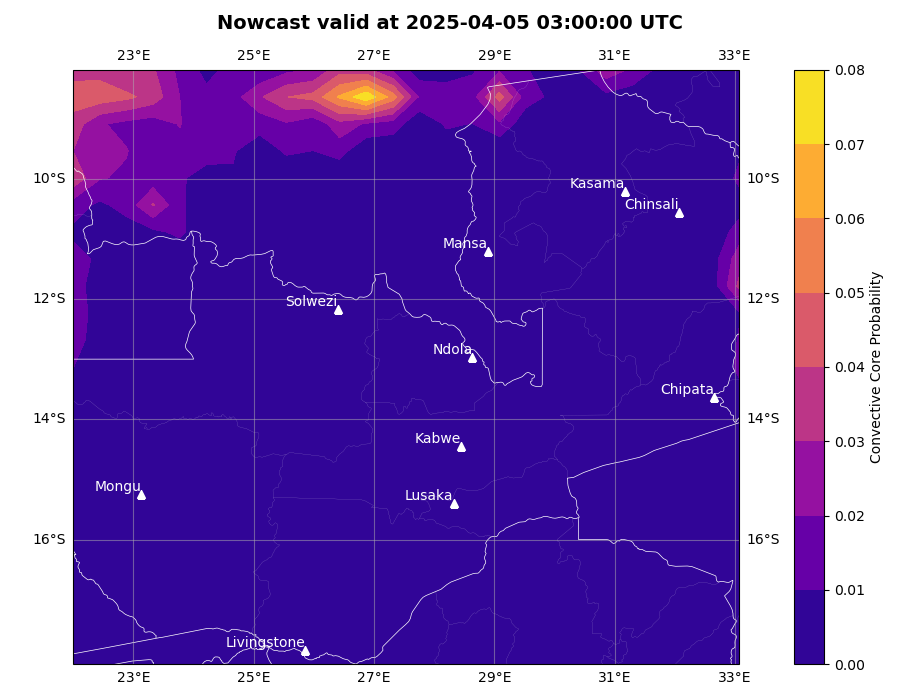 Nowcast valid at 2025-04-05 03:00:00 UTC
23°E 25°E 27°E 29°E 31°E 33°E
0.08
0.07
10°S Kasama 10°S
Chinsali
0.06
Mansa
0.05
12°S Solwezi 12°S
Ndola
0.04
Chipata
14°S 14°S
Kabwe
0.03
Mongu Lusaka
0.02
16°S 16°S
0.01
Livingstone
0.00
23°E 25°E 27°E 29°E 31°E 33°E
Convective Core Probability